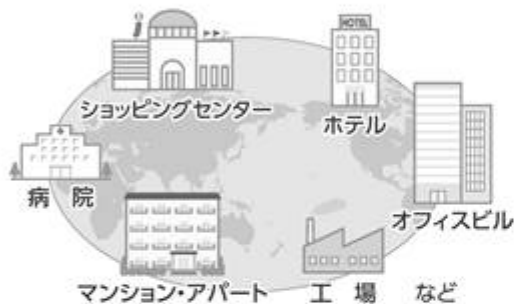 HOTEL
ショッピングセンター
ホテル
病 院
オフィスビル
マンション・アパート
工 場 など